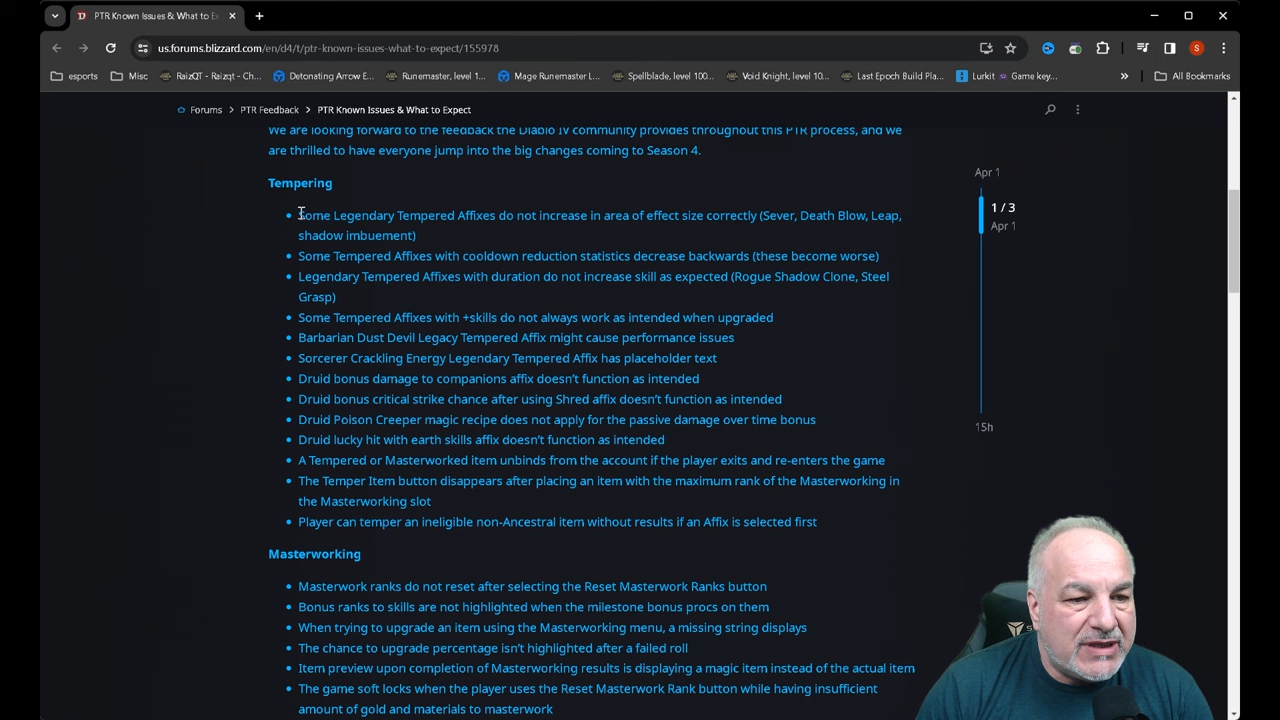 PTR Known Issues & What to Ex
us.forums.blizzard.com/en/d4/t/ptr-known-issues-what-to-expect/155978
esports Misc RaizQT - Raizqt - Ch... Detonating Arrow E... Runemaster, level 1... Mage Runemaster L... Spellblade, level 100... Void Knight, level 10... Last Epoch Build Pla... Lurkit Game key... » All Bookmarks
Forums > PTR Feedback > PTR Known Issues & What to Expect
We are looking forward to the feedback the Diablo IV community provides throughout this PTR process, and we
are thrilled to have everyone jump into the big changes coming to Season 4.
Tempering
• Some Legendary Tempered Affixes do not increase in area of effect size correctly (Sever, Death Blow, Leap,
shadow imbuement)
• Some Tempered Affixes with cooldown reduction statistics decrease backwards (these become worse)
• Legendary Tempered Affixes with duration do not increase skill as expected (Rogue Shadow Clone, Steel
Grasp)
• Some Tempered Affixes with +skills do not always work as intended when upgraded
• Barbarian Dust Devil Legacy Tempered Affix might cause performance issues
• Sorcerer Crackling Energy Legendary Tempered Affix has placeholder text
• Druid bonus damage to companions affix doesn't function as intended
• Druid bonus critical strike chance after using Shred affix doesn't function as intended
• Druid Poison Creeper magic recipe does not apply for the passive damage over time bonus
• Druid lucky hit with earth skills affix doesn't function as intended
• A Tempered or Masterworked item unbinds from the account if the player exits and re-enters the game
• The Temper Item button disappears after placing an item with the maximum rank of the Masterworking in
the Masterworking slot
• Player can temper an ineligible non-Ancestral item without results if an Affix is selected first
Masterworking
• Masterwork ranks do not reset after selecting the Reset Masterwork Ranks button
• Bonus ranks to skills are not highlighted when the milestone bonus procs on them
• When trying to upgrade an item using the Masterworking menu, a missing string displays
• The chance to upgrade percentage isn't highlighted after a failed roll
• Item preview upon completion of Masterworking results is displaying a magic item instead of the actual item
• The game soft locks when the player uses the Reset Masterwork Rank button while having insufficient
amount of gold and materials to masterwork
Apr 1
1 / 3
Apr 1
15h
S